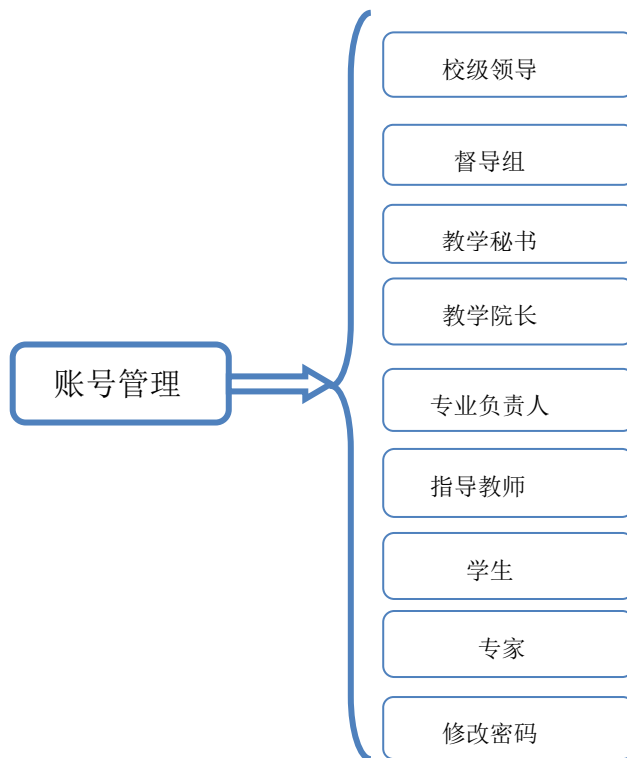 账号管理
校级领导
督导组
教学秘书
教学院长
专业负责人
指导教师
学生
专家
修改密码